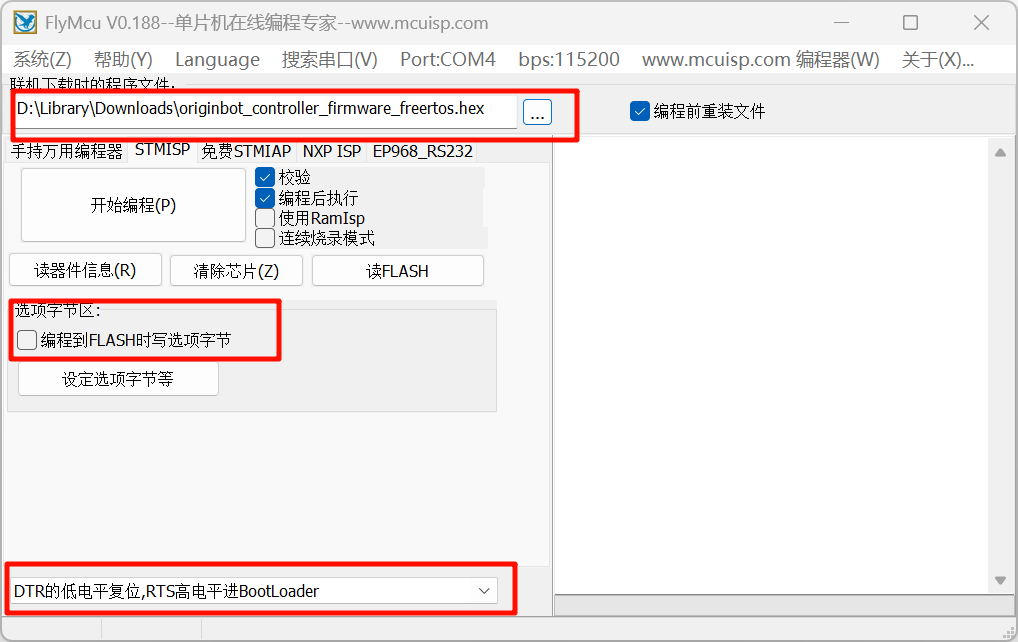 FlyMcu V0.188--单片机在线编程专家--www.mcuisp.com
系统(Z) 帮助(Y) Language 搜索串口(V) Port:COM4 bps:115200 www.mcuisp.com 编程器(W) 关于(X)...
联机下载时的程序文件:
D:\Library\Downloads\originbot_controller_firmware_freertos.hex ... 编程前重装文件
手持万用编程器 STMISP 免费STMIAP NXP ISP EP968_RS232
开始编程(P)
校验
编程后执行
使用RamIsp
连续烧录模式
读器件信息(R) 清除芯片(Z) 读FLASH
选项字节区:
编程到FLASH时写选项字节
设定选项字节等
DTR的低电平复位,RTS高电平进BootLoader